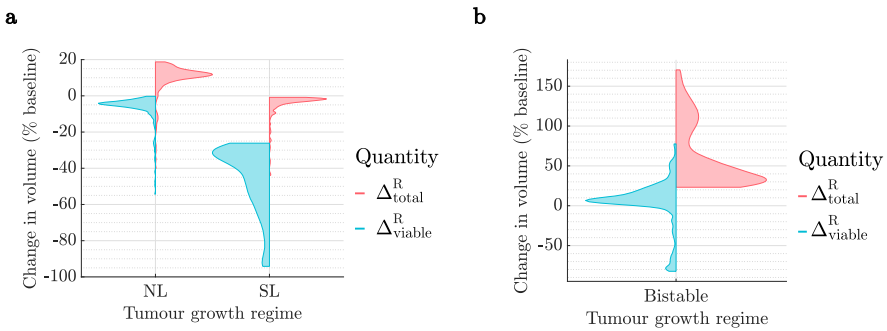 a
Change in volume (% baseline)
20
0
-20
-40
-60
-80
-100
NL
SL
Tumour growth regime
Quantity
Δ^R_total
Δ^R_viable
b
Change in volume (% baseline)
150
100
50
0
-50
Bistable
Tumour growth regime
Quantity
Δ^R_total
Δ^R_viable